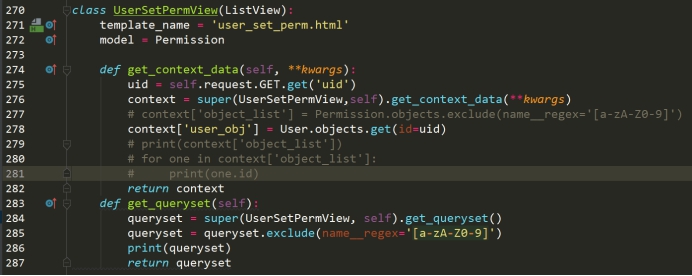 270 class UserSetPermView(ListView):
271     template_name = 'user_set_perm.html'
272     model = Permission
273
274     def get_context_data(self, **kwargs):
275         uid = self.request.GET.get('uid')
276         context = super(UserSetPermView,self).get_context_data(**kwargs)
277         # context['object_list'] = Permission.objects.exclude(name__regex='[a-zA-Z0-9]')
278         context['user_obj'] = User.objects.get(id=uid)
279         # print(context['object_list'])
280         # for one in context['object_list']:
281         #     print(one.id)
282         return context
283     def get_queryset(self):
284         queryset = super(UserSetPermView, self).get_queryset()
285         queryset = queryset.exclude(name__regex='[a-zA-Z0-9]')
286         print(queryset)
287         return queryset